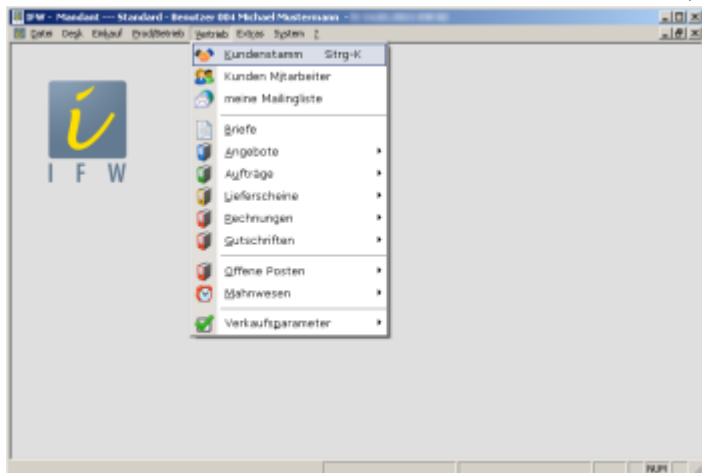 IFW - Mandant --- Standard - Benutzer 004 Michael Mustermann -
Datei Desk Einkauf Prod/Betrieb Vertrieb Extras System ?
Kundenstamm Strg-K
Kunden Mitarbeiter
meine Mailingliste
Briefe
Angebote
Aufträge
Lieferscheine
Rechnungen
Gutschriften
Offene Posten
Mahnwesen
Verkaufsparameter
i
IFW
NUM